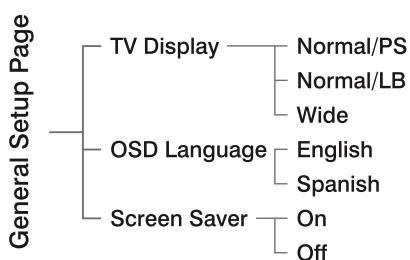 General Setup Page
TV Display
Normal/PS
Normal/LB
Wide
OSD Language
English
Spanish
Screen Saver
On
Off